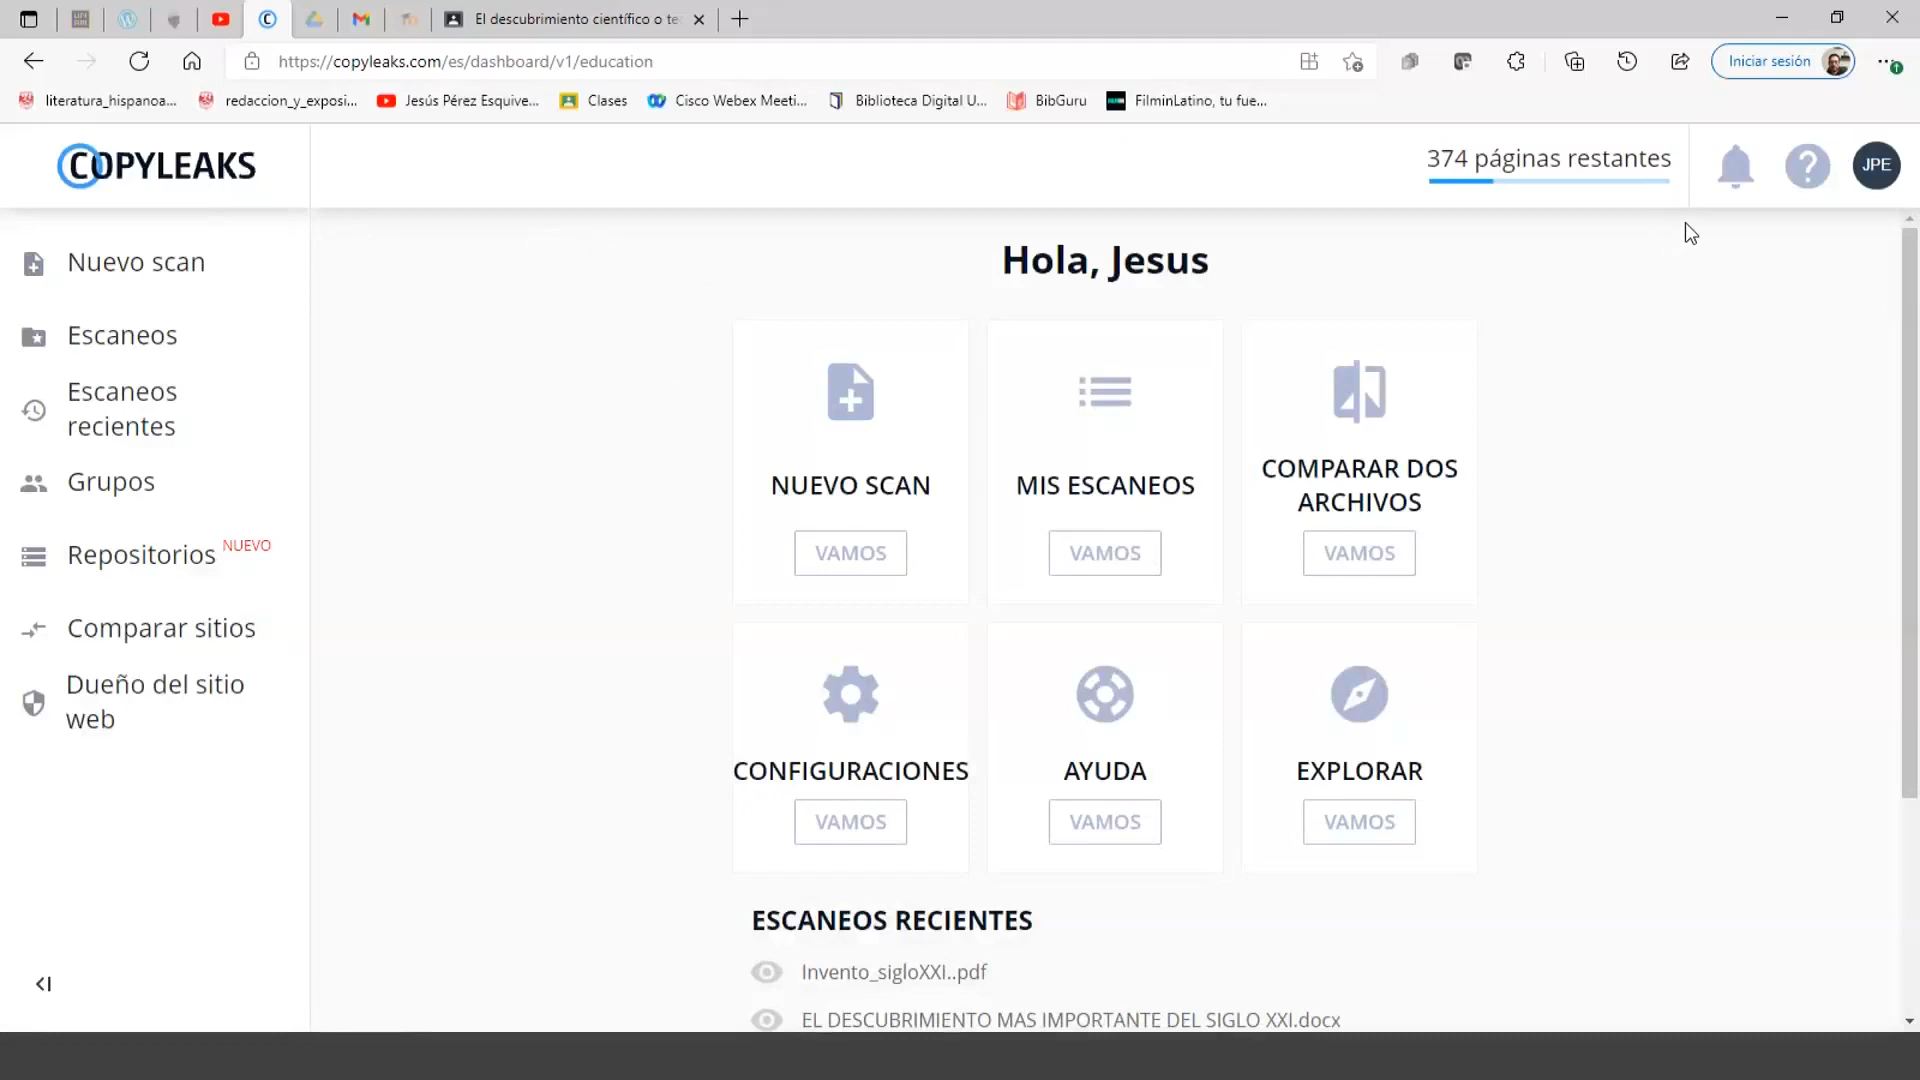 El descubrimiento científico o te
https://copyleaks.com/es/dashboard/v1/education
Iniciar sesión
literatura_hispanoa...
redaccion_y_exposi...
Jesús Pérez Esquive...
Clases
Cisco Webex Meeti...
Biblioteca Digital U...
BibGuru
FilminLatino, tu fue...
COPYLEAKS
374 páginas restantes
JPE
Nuevo scan
Escaneos
Escaneos
recientes
Grupos
Repositorios NUEVO
Comparar sitios
Dueño del sitio
web
Hola, Jesus
NUEVO SCAN
VAMOS
MIS ESCANEOS
VAMOS
COMPARAR DOS
ARCHIVOS
VAMOS
CONFIGURACIONES
VAMOS
AYUDA
VAMOS
EXPLORAR
VAMOS
ESCANEOS RECIENTES
Invento_sigloXXI..pdf
EL DESCUBRIMIENTO MAS IMPORTANTE DEL SIGLO XXI.docx